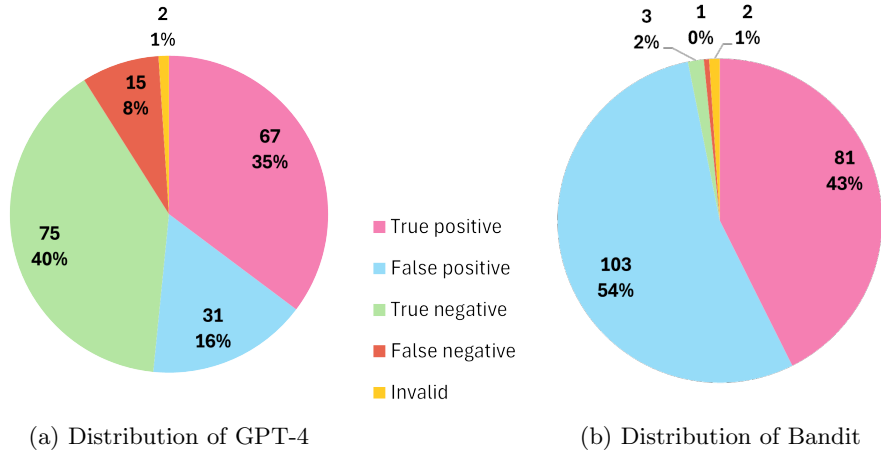 2
1%
15
8%
67
35%
75
40%
31
16%
True positive
False positive
True negative
False negative
Invalid
3
2%
1
0%
2
1%
81
43%
103
54%
(a) Distribution of GPT-4
(b) Distribution of Bandit